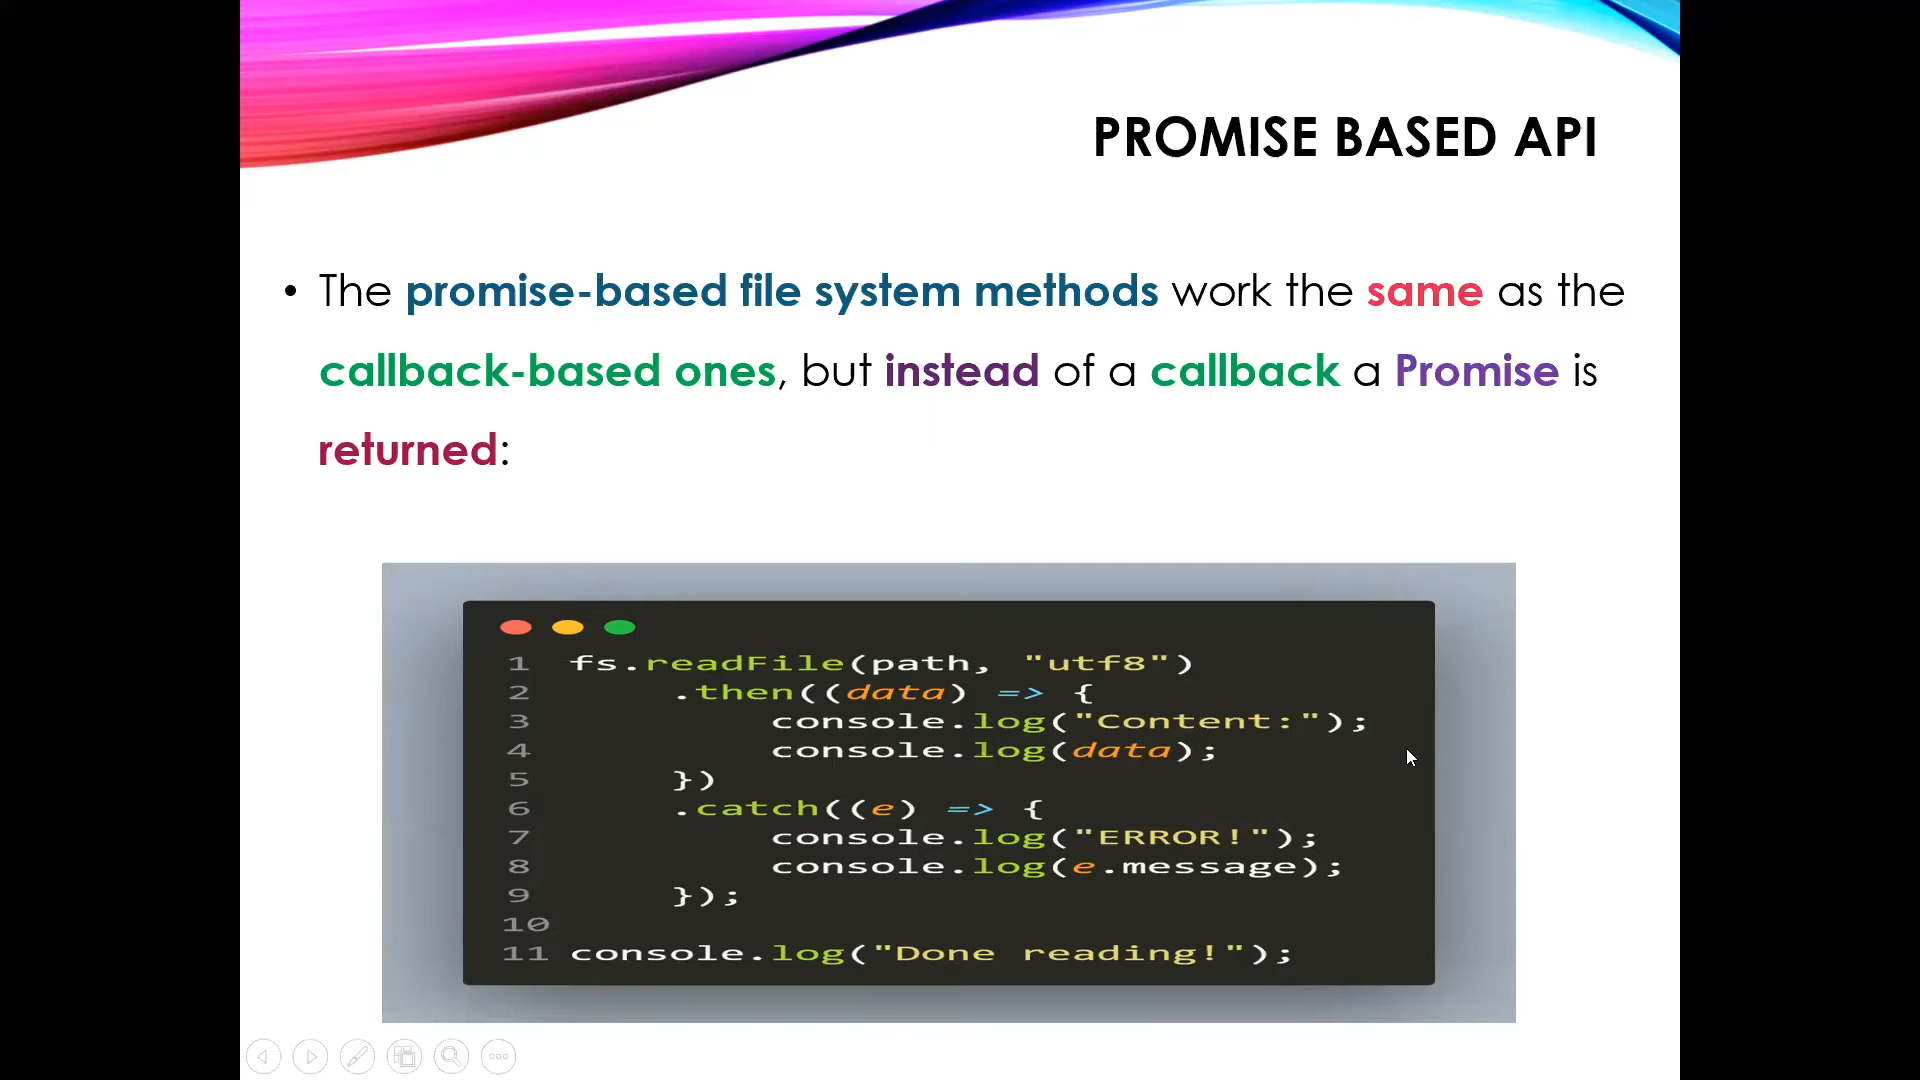 PROMISE BASED API
• The promise-based file system methods work the same as the
callback-based ones, but instead of a callback a Promise is
returned:
1 fs.readFile(path, "utf8")
2 .then((data) => {
3 console.log("Content:");
4 console.log(data);
5 })
6 .catch((e) => {
7 console.log("ERROR!");
8 console.log(e.message);
9 });
10
11 console.log("Done reading!");